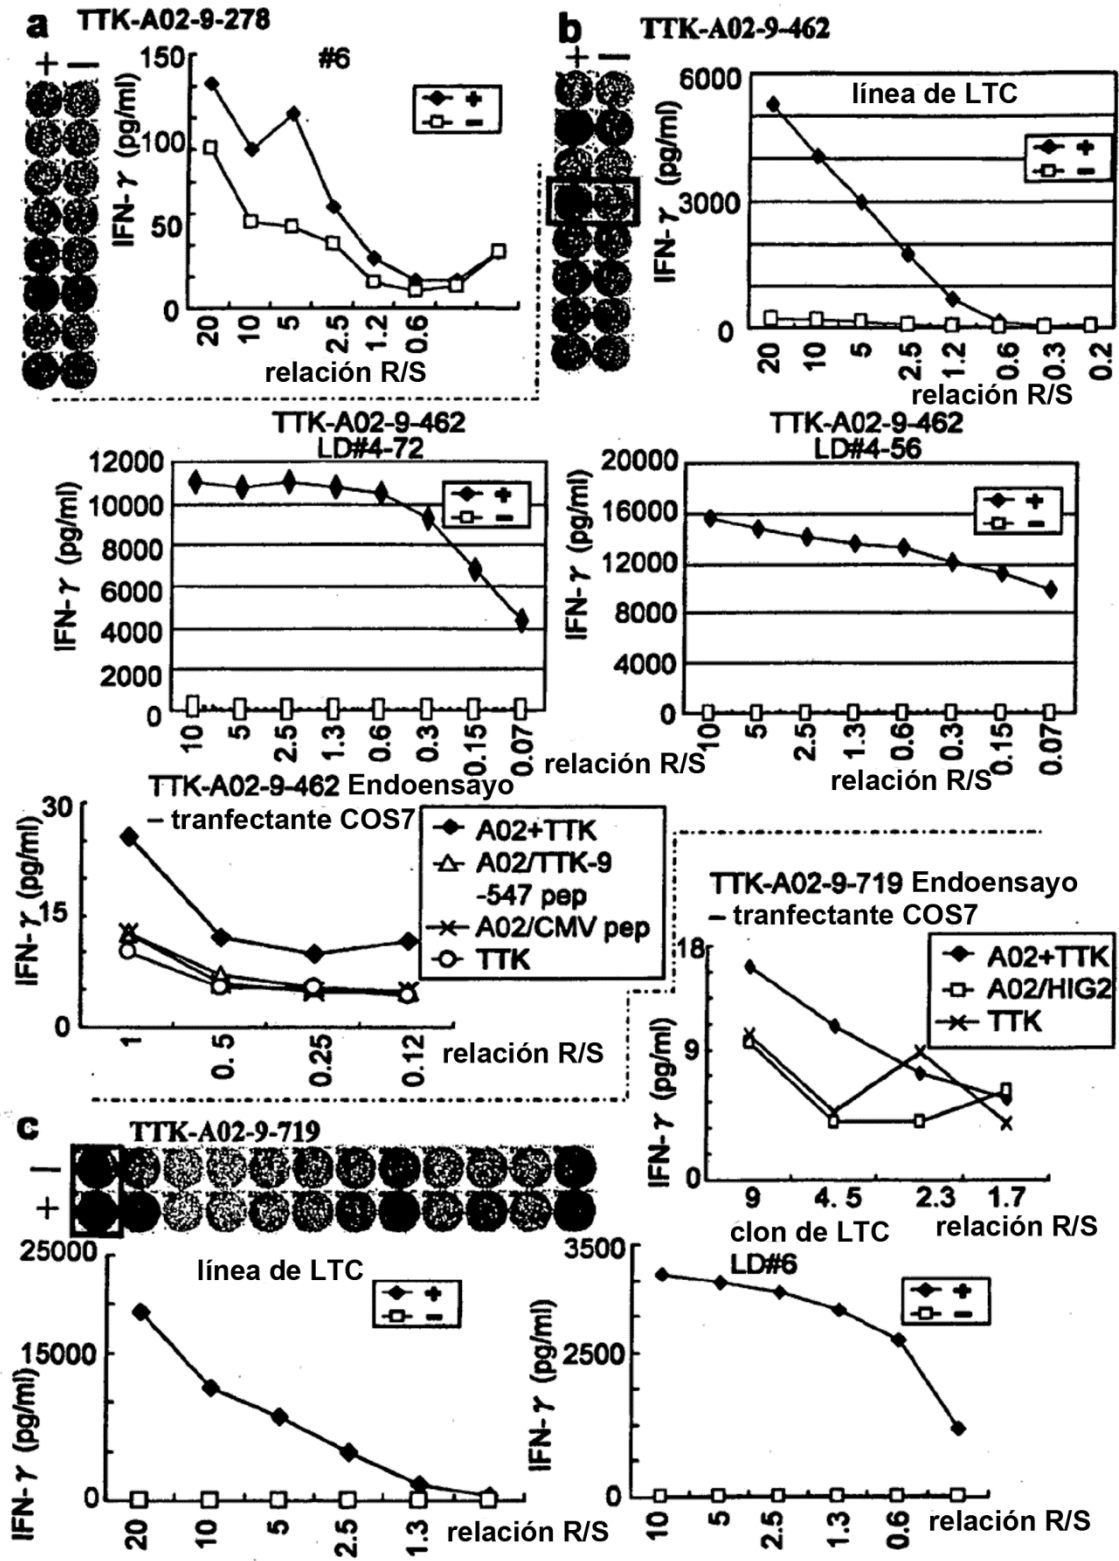 a TTK-A02-9-278
+ −
#6
150
100
50
0
IFN-γ (pg/ml)
+
−
20 10 5 2.5 1.2 0.6
relación R/S
b TTK-A02-9-462
+ −
línea de LTC
6000
3000
0
IFN-γ (pg/ml)
+
−
20 10 5 2.5 1.2 0.6 0.3 0.2
relación R/S
TTK-A02-9-462
LD#4-72
12000
10000
8000
6000
4000
2000
0
IFN-γ (pg/ml)
+
−
10 5 2.5 1.3 0.6 0.3 0.15 0.07
relación R/S
TTK-A02-9-462
LD#4-56
20000
16000
12000
8000
4000
0
IFN-γ (pg/ml)
+
−
10 5 2.5 1.3 0.6 0.3 0.15 0.07
relación R/S
TTK-A02-9-462 Endoensayo
– tranfectante COS7
30
15
0
IFN-γ (pg/ml)
A02+TTK
A02/TTK-9
-547 pep
A02/CMV pep
TTK
1 0.5 0.25 0.12
relación R/S
TTK-A02-9-719 Endoensayo
– tranfectante COS7
18
9
0
IFN-γ (pg/ml)
A02+TTK
A02/HIG2
TTK
9 4.5 2.3 1.7
relación R/S
c TTK-A02-9-719
−
+
línea de LTC
25000
15000
0
IFN-γ (pg/ml)
+
−
20 10 5 2.5 1.3
relación R/S
clon de LTC
LD#6
3500
2500
0
IFN-γ (pg/ml)
+
−
10 5 2.5 1.3 0.6
relación R/S